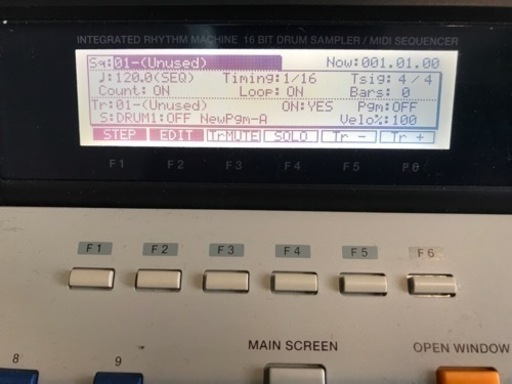 INTEGRATED RHYTHM MACHINE 16 BIT DRUM SAMPLER / MIDI SEQUENCER
Sq:01-(Unused) Now:001.01.00
♩:120.0(SEQ) Timing:1/16 Tsig: 4/ 4
Count: ON Loop: ON Bars: 0
Tr:01-(Unused) ON:YES Pgm:OFF
S:DRUM1:OFF NewPgm-A Velo%:100
STEP EDIT TrMUTE SOLO Tr - Tr +
F1 F2 F3 F4 F5 F6
F1 F2 F3 F4 F5 F6
MAIN SCREEN OPEN WINDOW
8 9